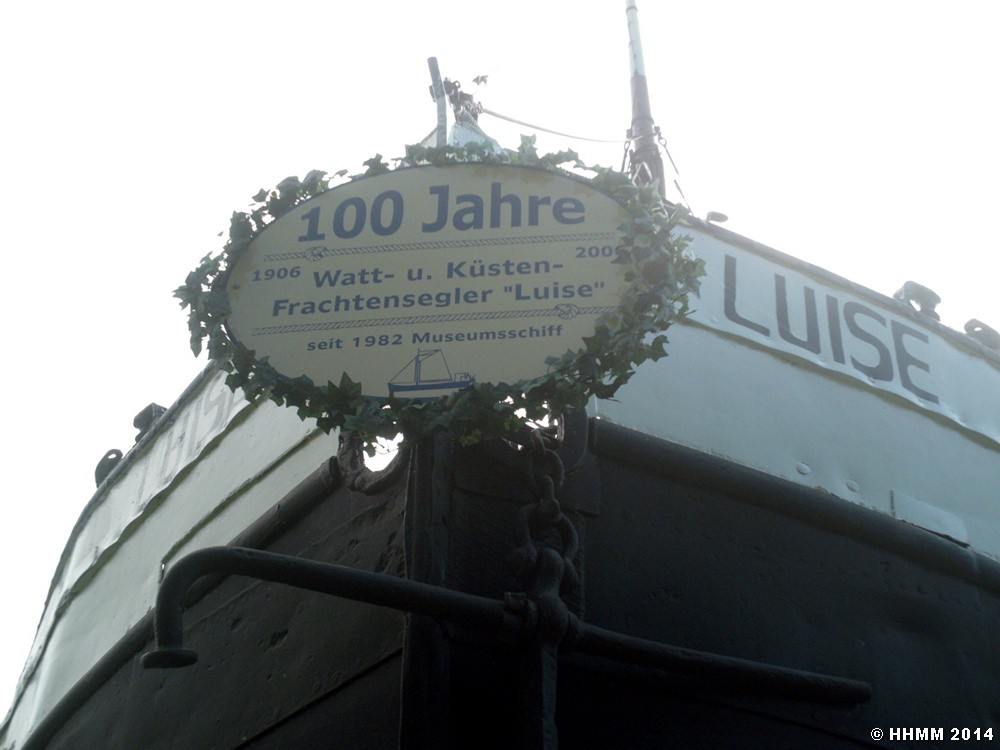 100 Jahre
1906
Watt- u. Küsten-
Frachtensegler "Luise"
seit 1982 Museumsschiff
LUISE
© HHMM 2014